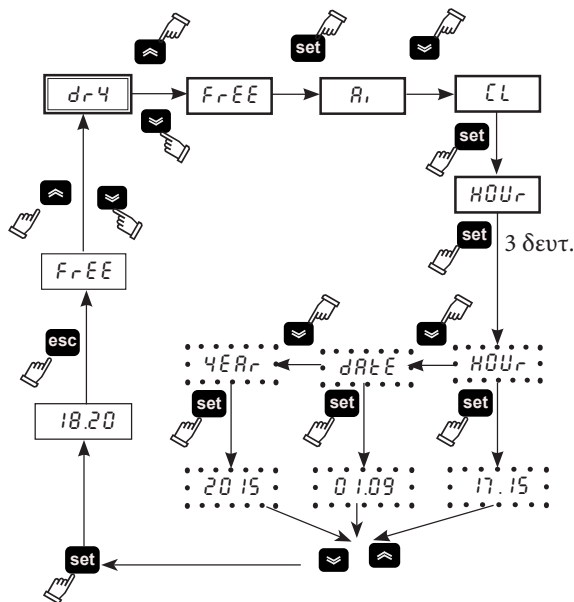 set
dr4 FrEE Ai CL
set
HOUr
set 3 δευτ.
FrEE
esc
YEAr dAtE HOUr
18.20
set set set
2015 01.09 17.15
set